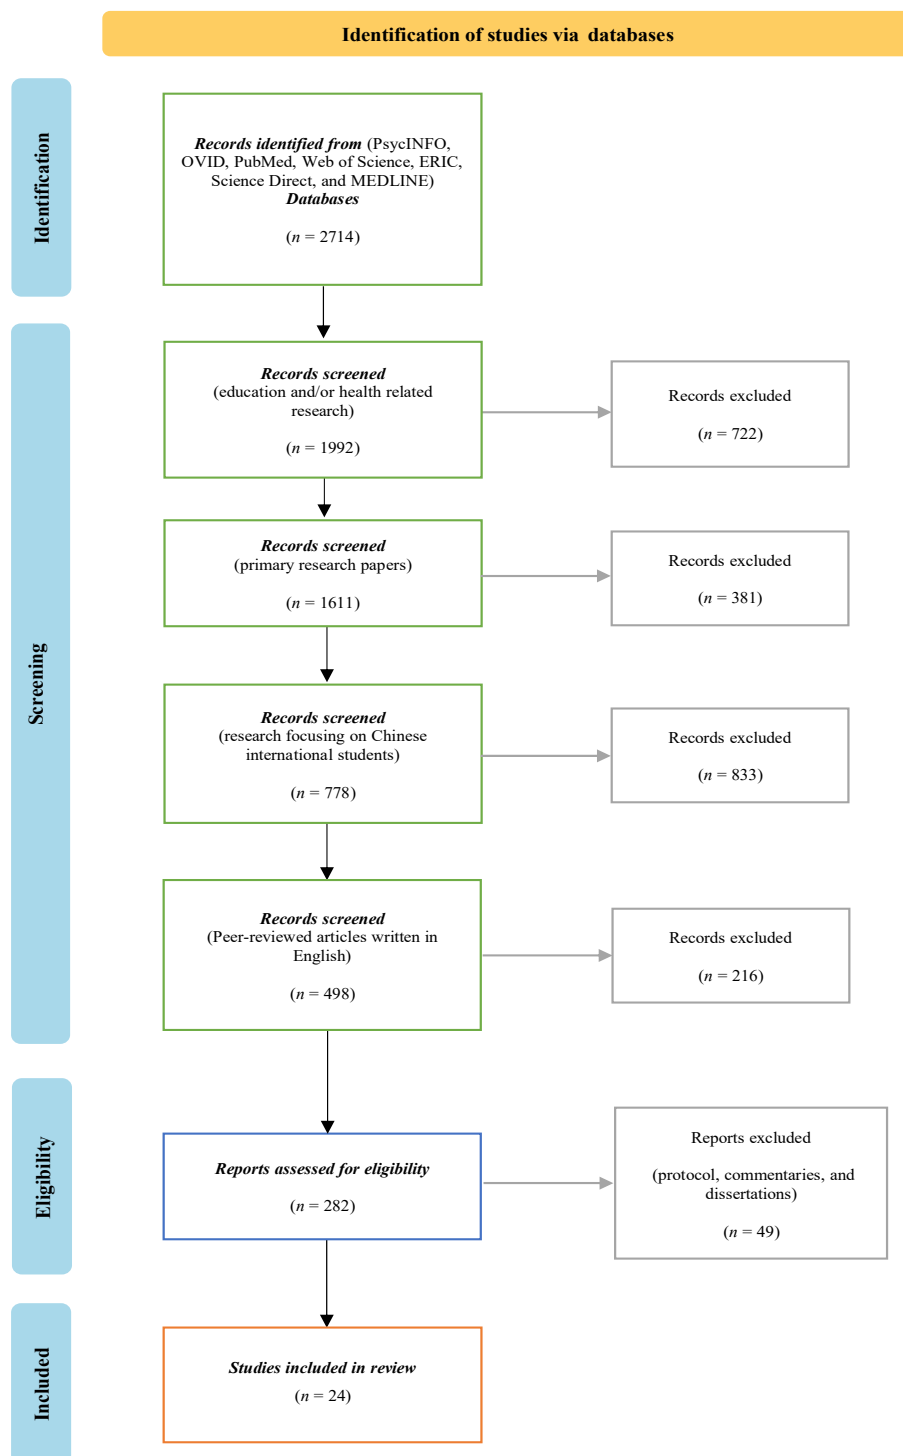 Identification of studies via databases
Identification
Records identified from (PsycINFO,
OVID, PubMed, Web of Science, ERIC,
Science Direct, and MEDLINE)
Databases
(n = 2714)
Screening
Records screened
(education and/or health related
research)
(n = 1992)
Records excluded
(n = 722)
Records screened
(primary research papers)
(n = 1611)
Records excluded
(n = 381)
Records screened
(research focusing on Chinese
international students)
(n = 778)
Records excluded
(n = 833)
Records screened
(Peer-reviewed articles written in
English)
(n = 498)
Records excluded
(n = 216)
Eligibility
Reports assessed for eligibility
(n = 282)
Reports excluded
(protocol, commentaries, and
dissertations)
(n = 49)
Included
Studies included in review
(n = 24)